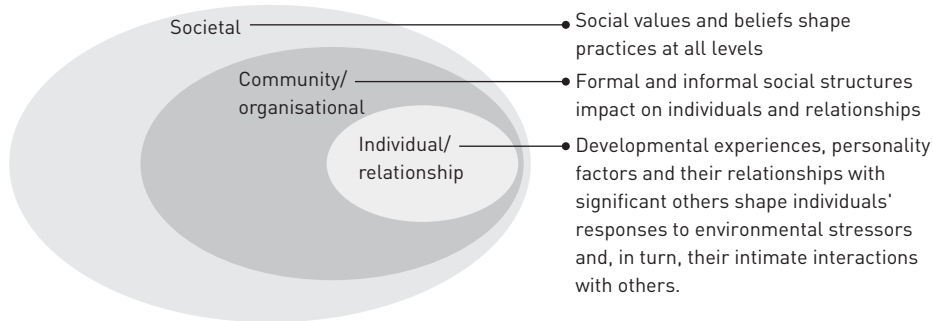 Societal
Social values and beliefs shape
practices at all levels
Community/
organisational
Formal and informal social structures
impact on individuals and relationships
Individual/
relationship
Developmental experiences, personality
factors and their relationships with
significant others shape individuals'
responses to environmental stressors
and, in turn, their intimate interactions
with others.